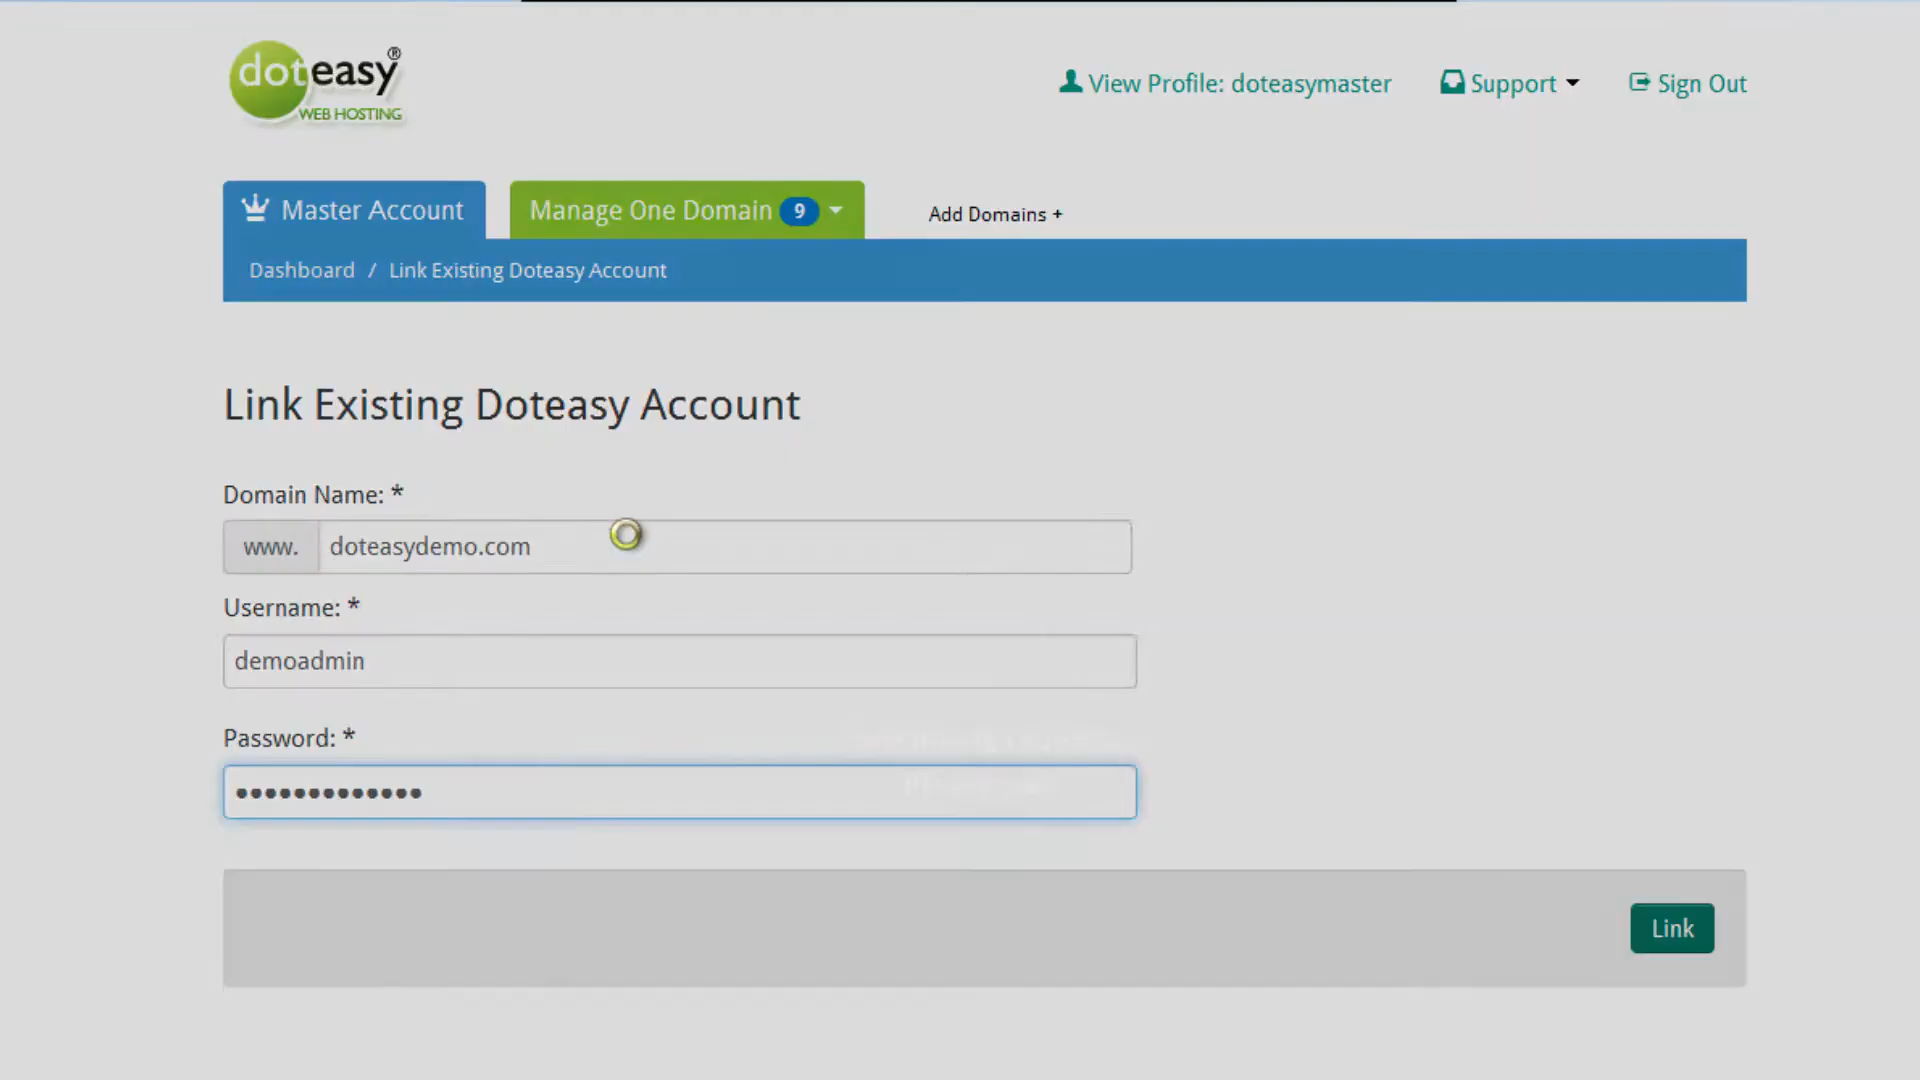 doteasy®
WEB HOSTING
View Profile: doteasymaster
Support
Sign Out
Master Account
Manage One Domain 9
Add Domains +
Dashboard / Link Existing Doteasy Account
Link Existing Doteasy Account
Domain Name: *
www. doteasydemo.com
Username: *
demoadmin
Password: *
•••••••••••••
Link